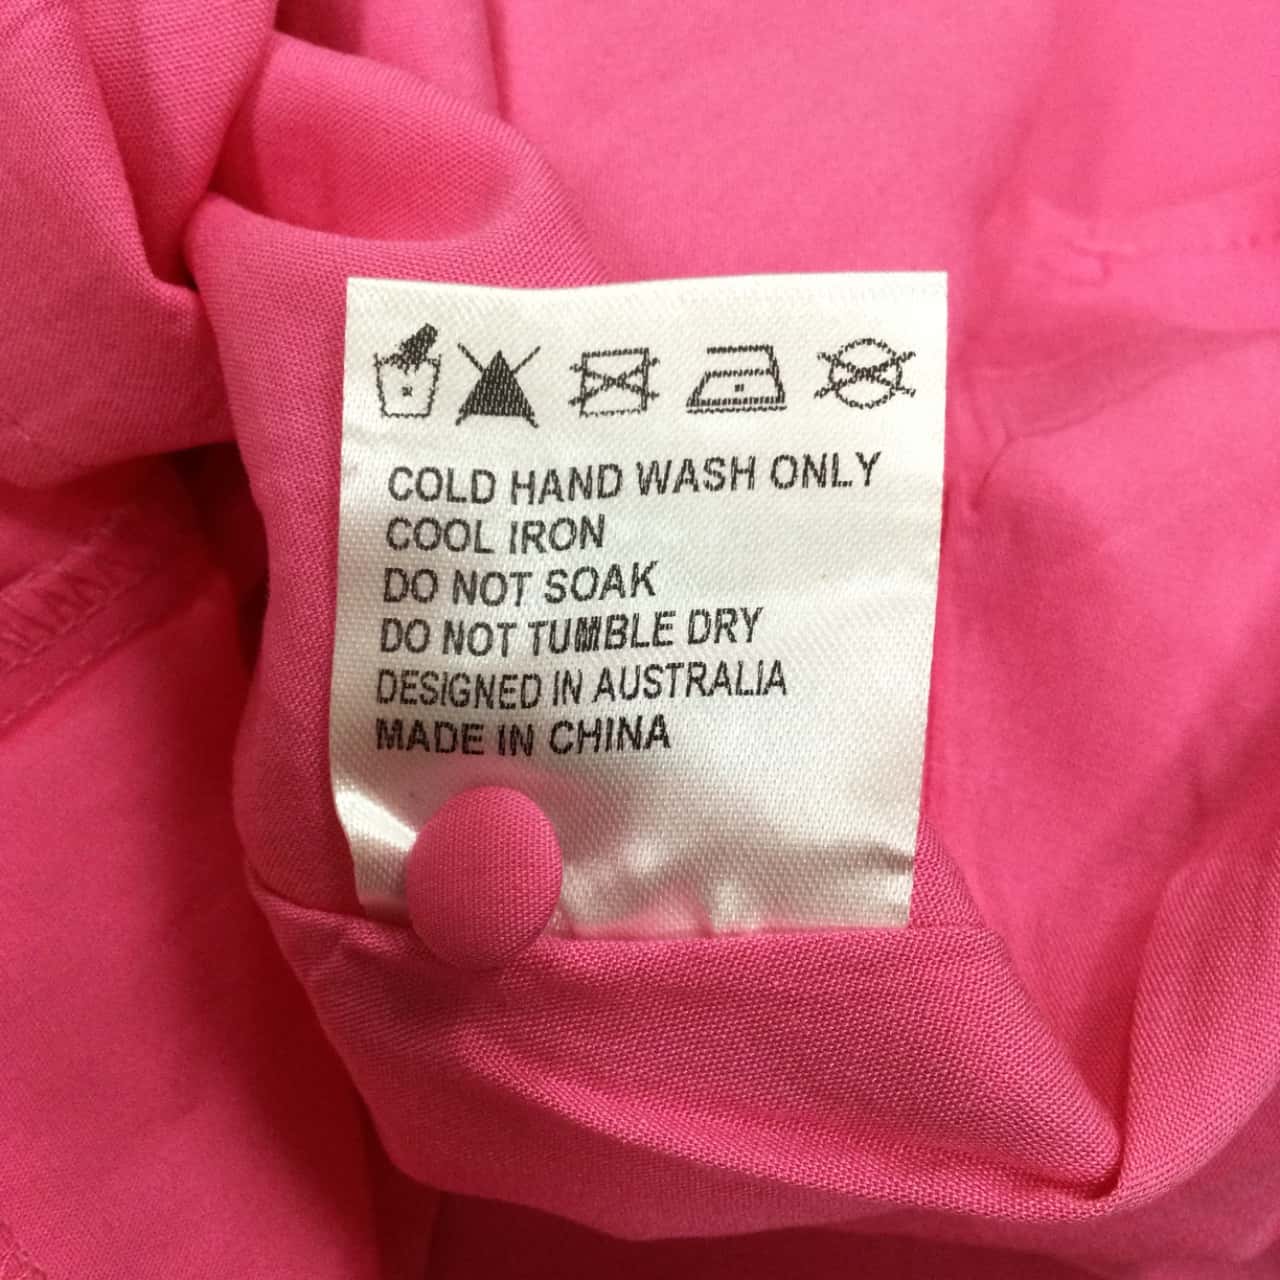 COLD HAND WASH ONLY
COOL IRON
DO NOT SOAK
DO NOT TUMBLE DRY
DESIGNED IN AUSTRALIA
MADE IN CHINA